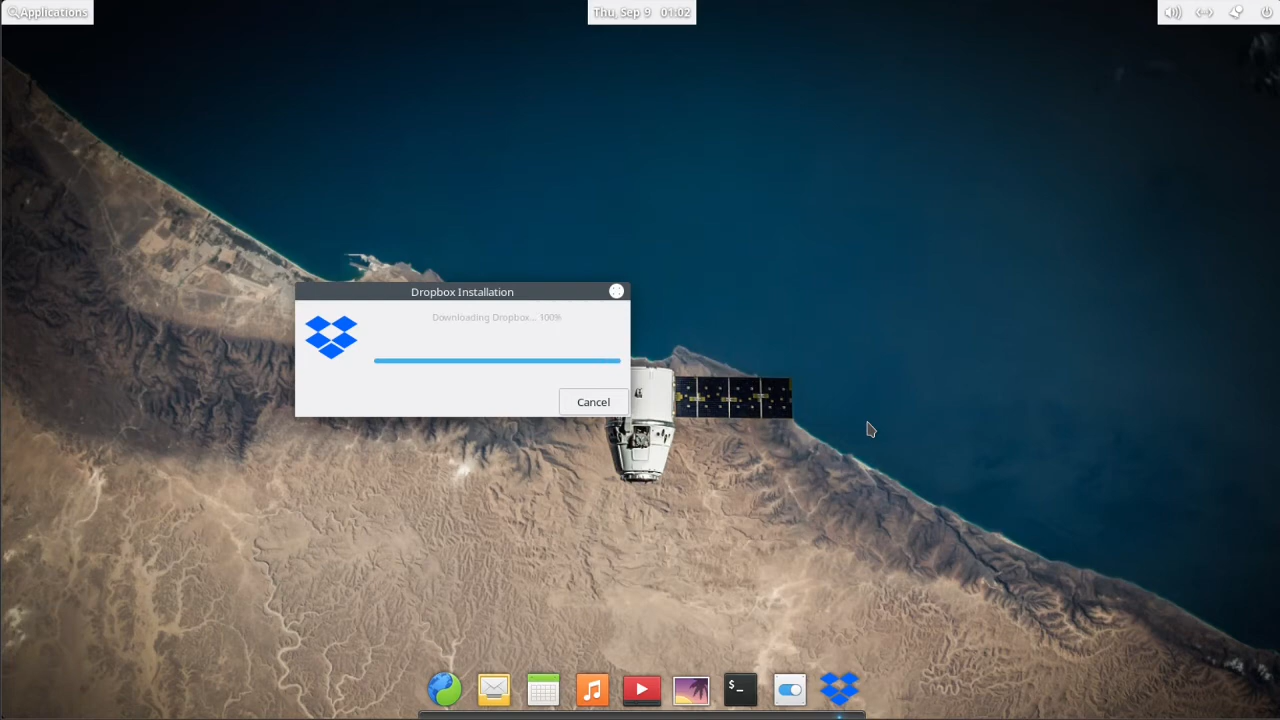 Applications
Thu, Sep 9 01:02
Dropbox Installation
Downloading Dropbox... 100%
Cancel
$_